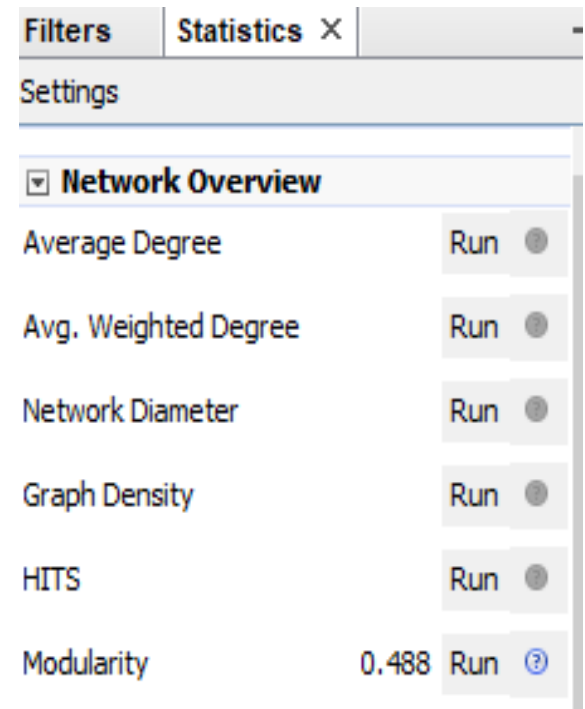 Filters Statistics X
Settings
Network Overview
Average Degree Run ?
Avg. Weighted Degree Run ?
Network Diameter Run ?
Graph Density Run ?
HITS Run ?
Modularity 0.488 Run ?